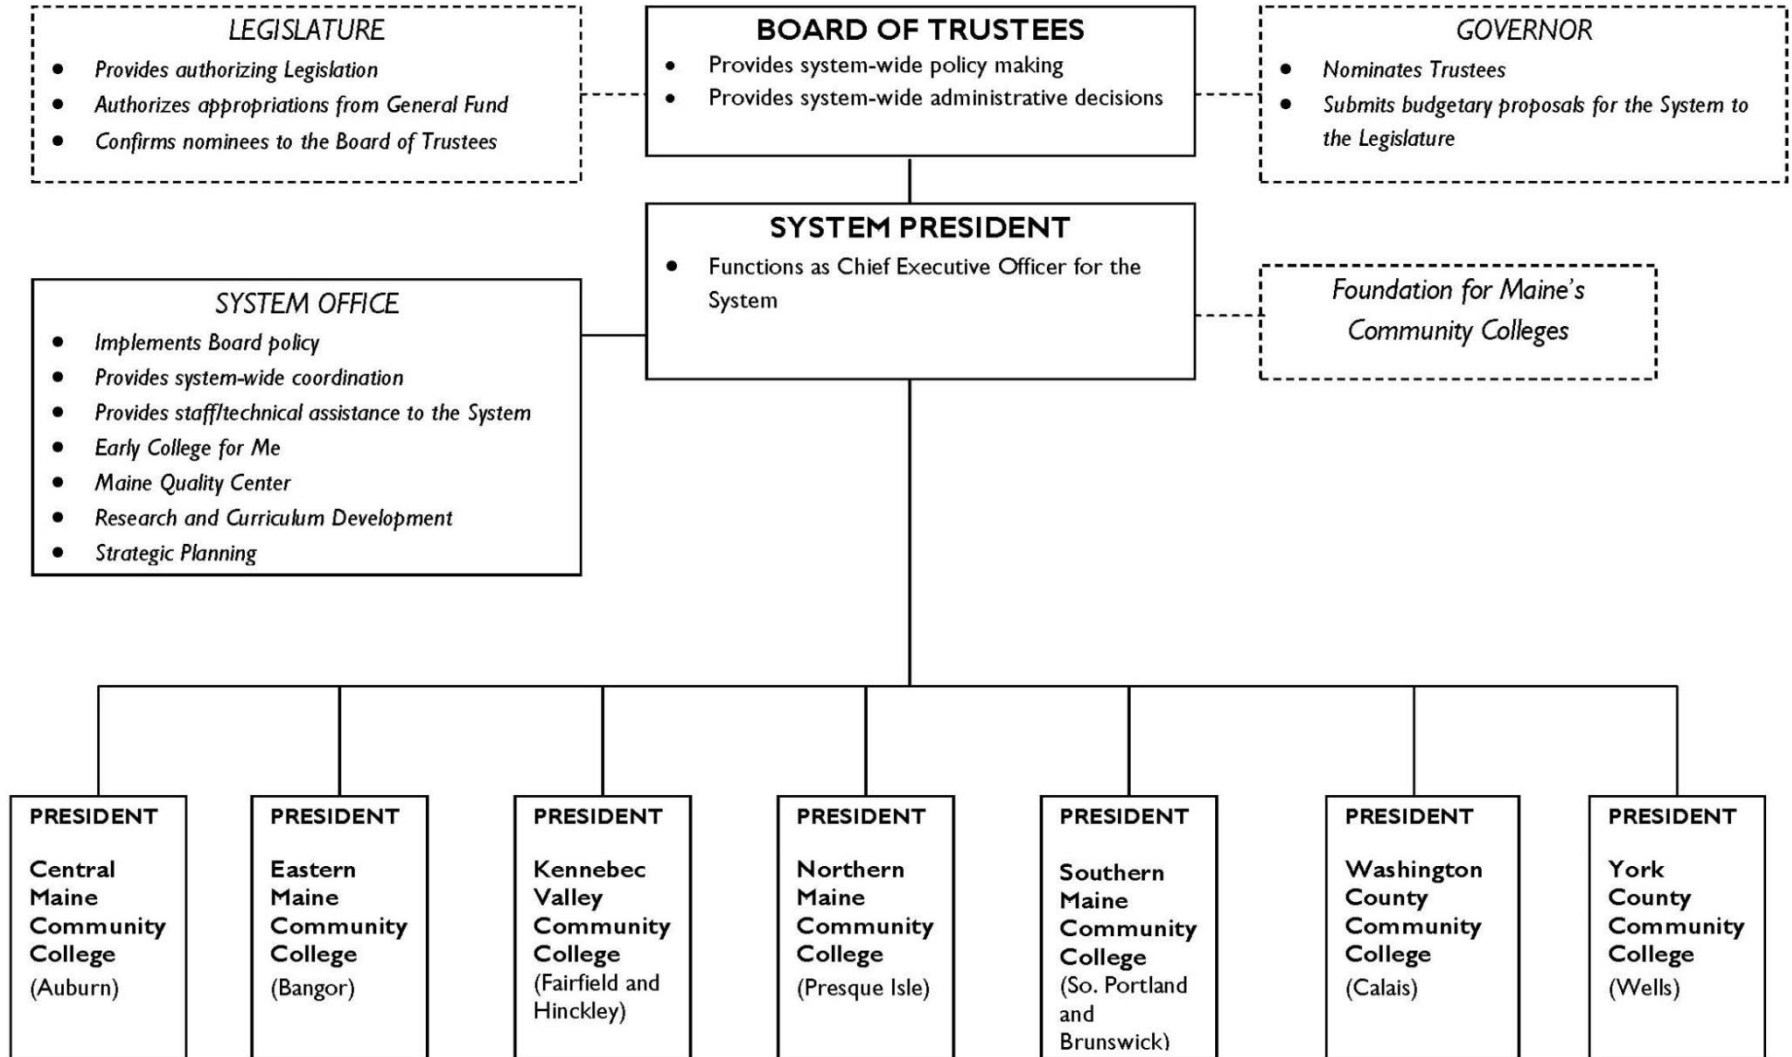 LEGISLATURE
● Provides authorizing Legislation
● Authorizes appropriations from General Fund
● Confirms nominees to the Board of Trustees
BOARD OF TRUSTEES
• Provides system-wide policy making
• Provides system-wide administrative decisions
GOVERNOR
● Nominates Trustees
● Submits budgetary proposals for the System to
the Legislature
SYSTEM PRESIDENT
● Functions as Chief Executive Officer for the
System
SYSTEM OFFICE
● Implements Board policy
● Provides system-wide coordination
● Provides staff/technical assistance to the System
● Early College for Me
● Maine Quality Center
● Research and Curriculum Development
● Strategic Planning
Foundation for Maine's
Community Colleges
PRESIDENT
Central
Maine
Community
College
(Auburn)
PRESIDENT
Eastern
Maine
Community
College
(Bangor)
PRESIDENT
Kennebec
Valley
Community
College
(Fairfield and
Hinckley)
PRESIDENT
Northern
Maine
Community
College
(Presque Isle)
PRESIDENT
Southern
Maine
Community
College
(So. Portland
and
Brunswick)
PRESIDENT
Washington
County
Community
College
(Calais)
PRESIDENT
York
County
Community
College
(Wells)